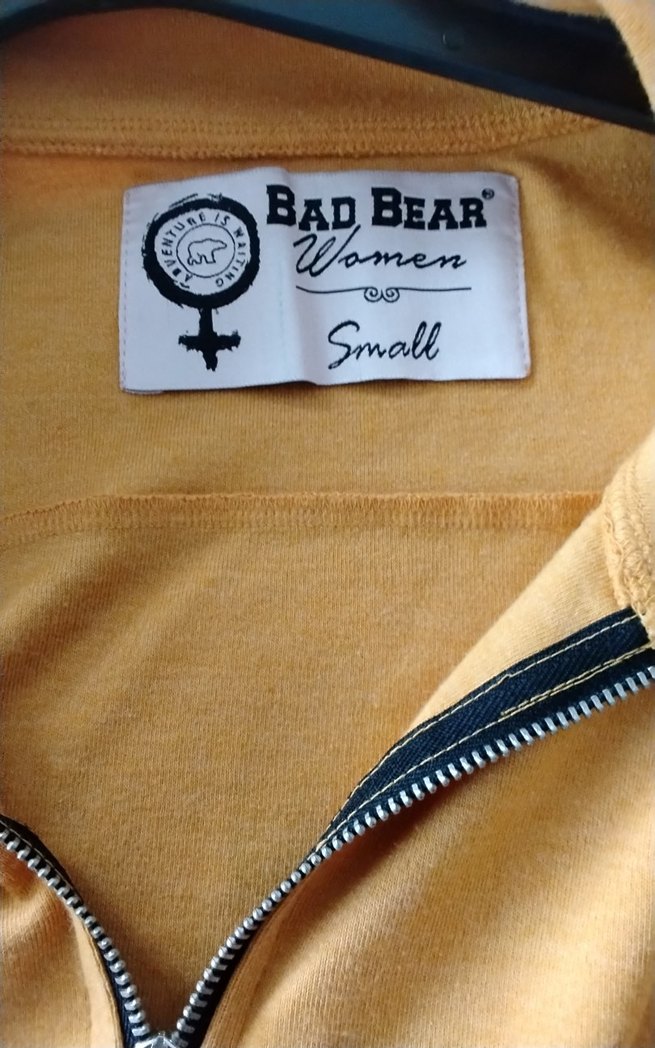 ADVENTURE IS WAITING
BAD BEAR®
Women
Small